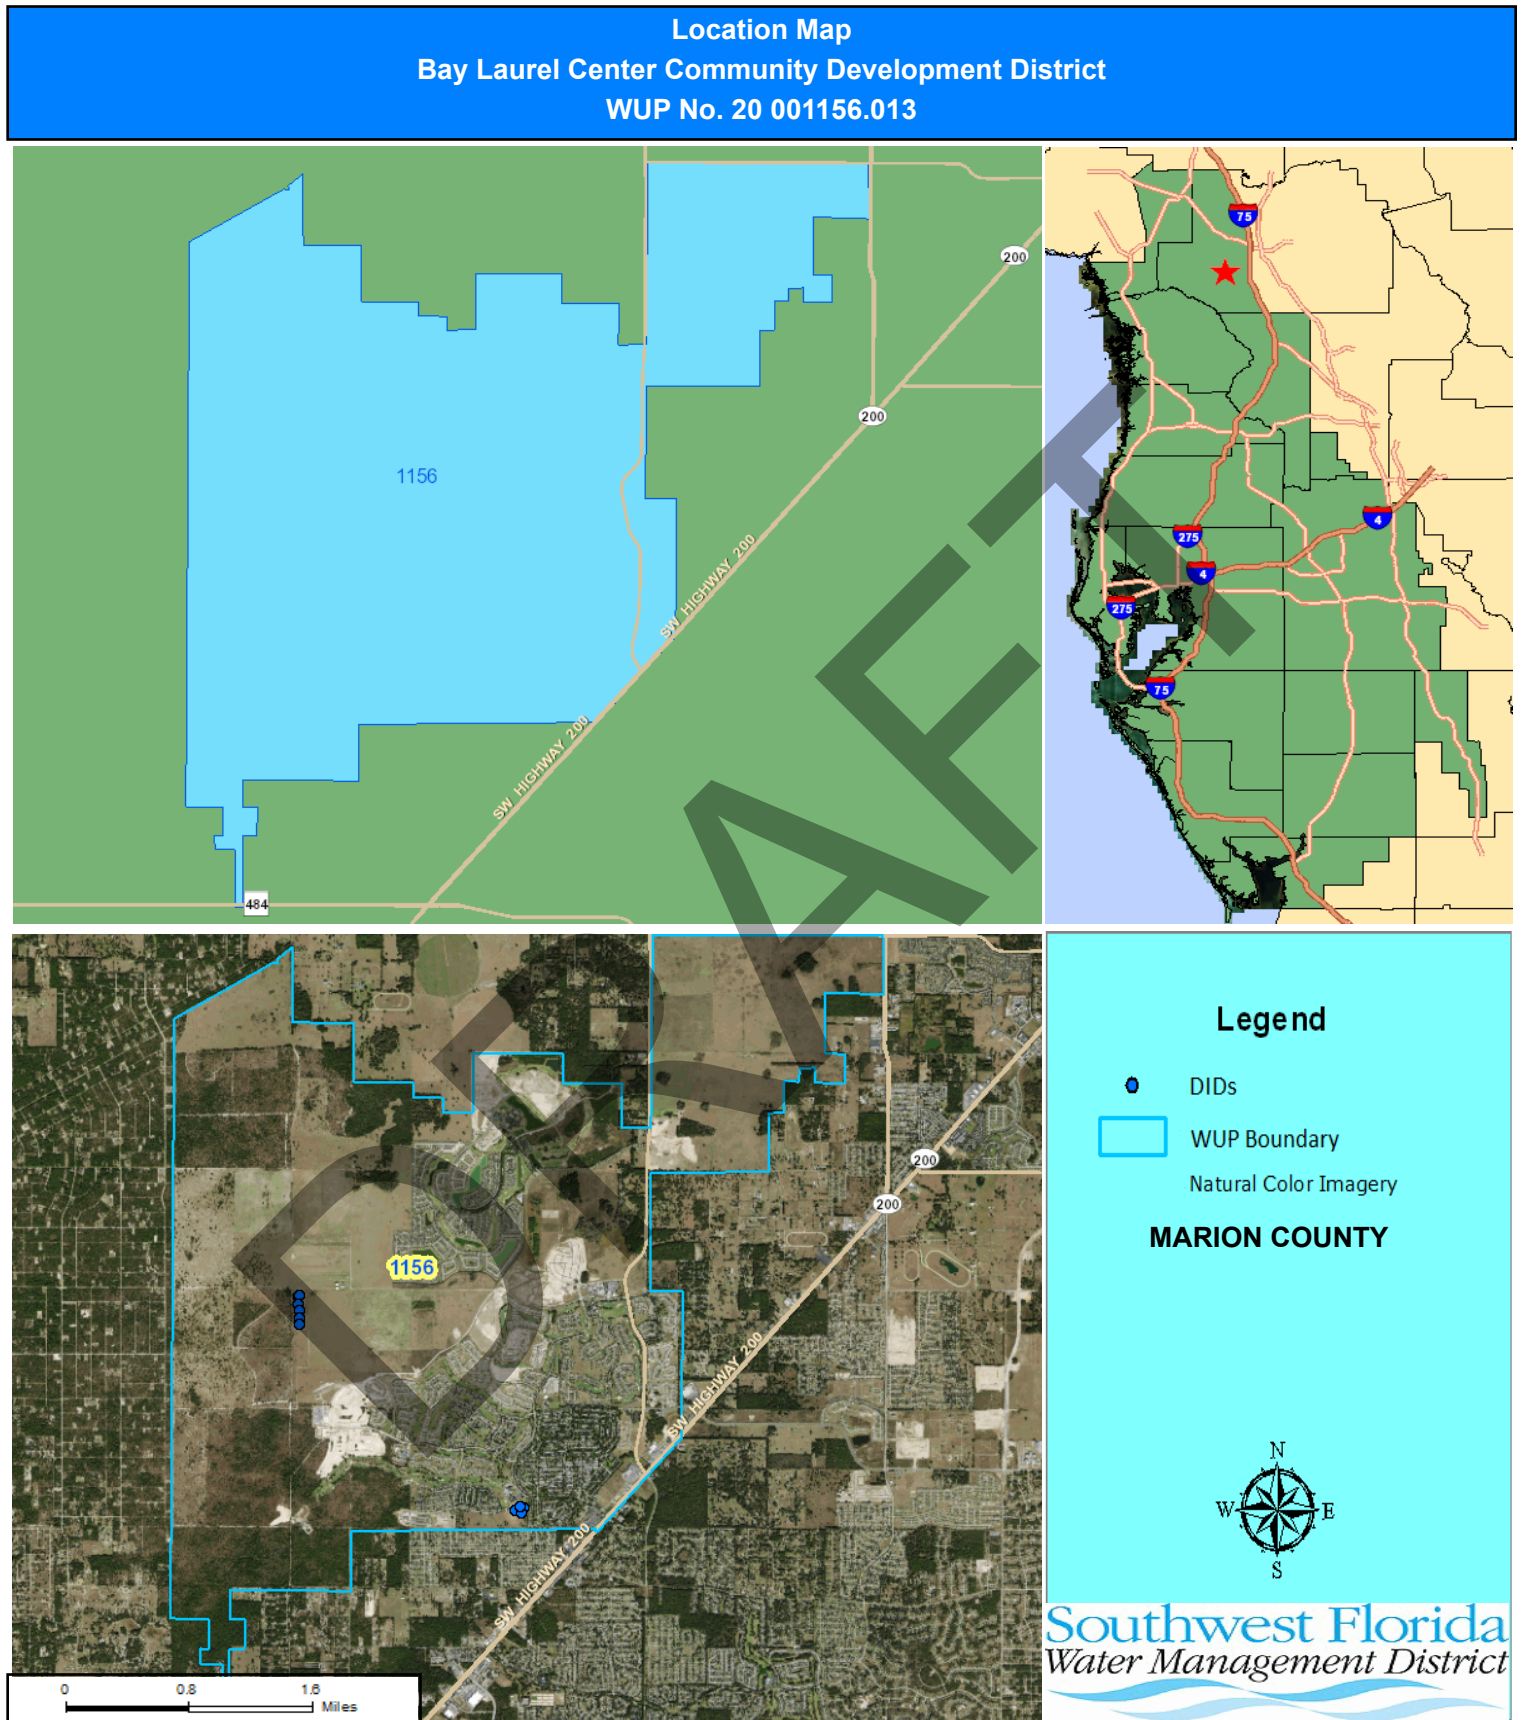 Location Map
Bay Laurel Center Community Development District
WUP No. 20 001156.013
200
200
1156
SW HIGHWAY 200
SW HIGHWAY 200
484
75
275
4
4
275
75
DRAFT
200
200
1156
SW HIGHWAY 200
SW HIGHWAY 200
0 0.8 1.6
Miles
Legend
DIDs
WUP Boundary
Natural Color Imagery
MARION COUNTY
N
W E
S
Southwest Florida
Water Management District